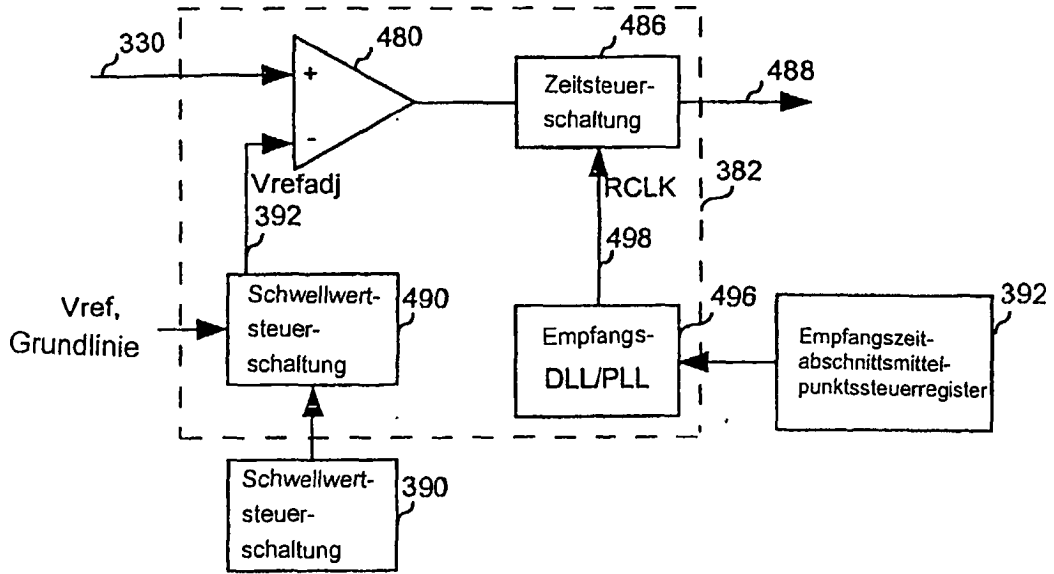 330
480
486
488
+
-
Zeitsteuer-
schaltung
Vrefadj
392
RCLK
382
498
Vref,
Grundlinie
Schwellwert-
steuer-
schaltung
490
Empfangs-
DLL/PLL
496
Empfangszeit-
abschnittsmittel-
punktssteuerregister
392
Schwellwert-
steuer-
schaltung
390